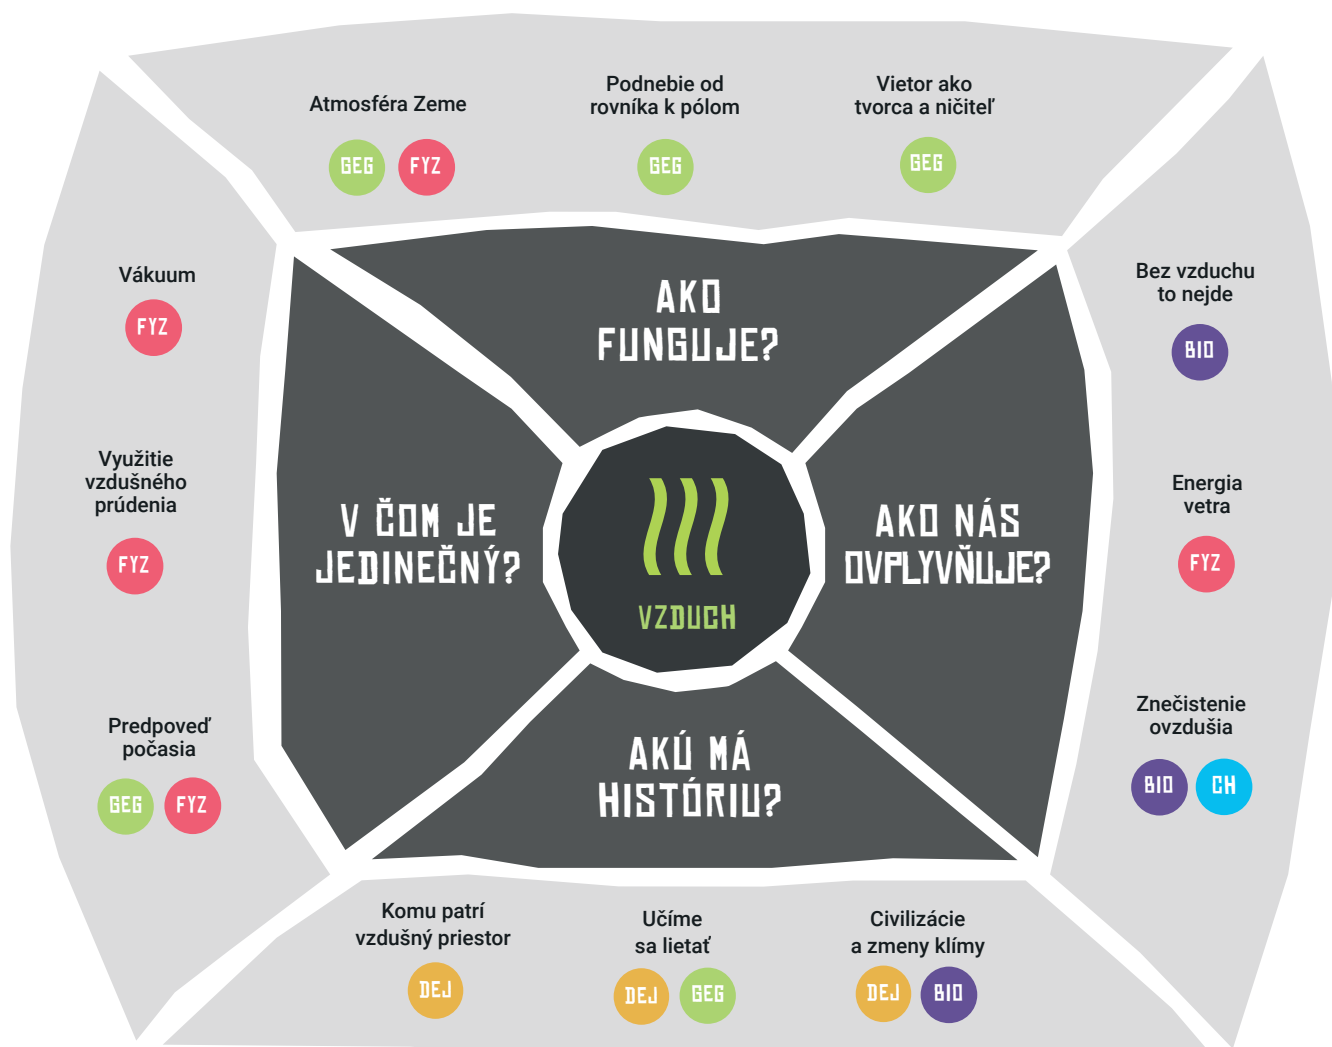 Atmosféra Zeme
GEG FYZ
Podnebie od
rovníka k pólom
GEG
Vietor ako
tvorca a ničiteľ
GEG
Vákuum
FYZ
Využitie
vzdušného
prúdenia
FYZ
Predpoveď
počasia
GEG FYZ
AKO
FUNGUJE?
V ČOM JE
JEDINEČNÝ?
VZDUCH
AKO NÁS
OVPLYVŇUJE?
AKÚ MÁ
HISTÓRIU?
Bez vzduchu
to nejde
BIO
Energia
vetra
FYZ
Znečistenie
ovzdušia
BIO CH
Komu patrí
vzdušný priestor
DEJ
Učíme
sa lietať
DEJ GEG
Civilizácie
a zmeny klímy
DEJ BIO